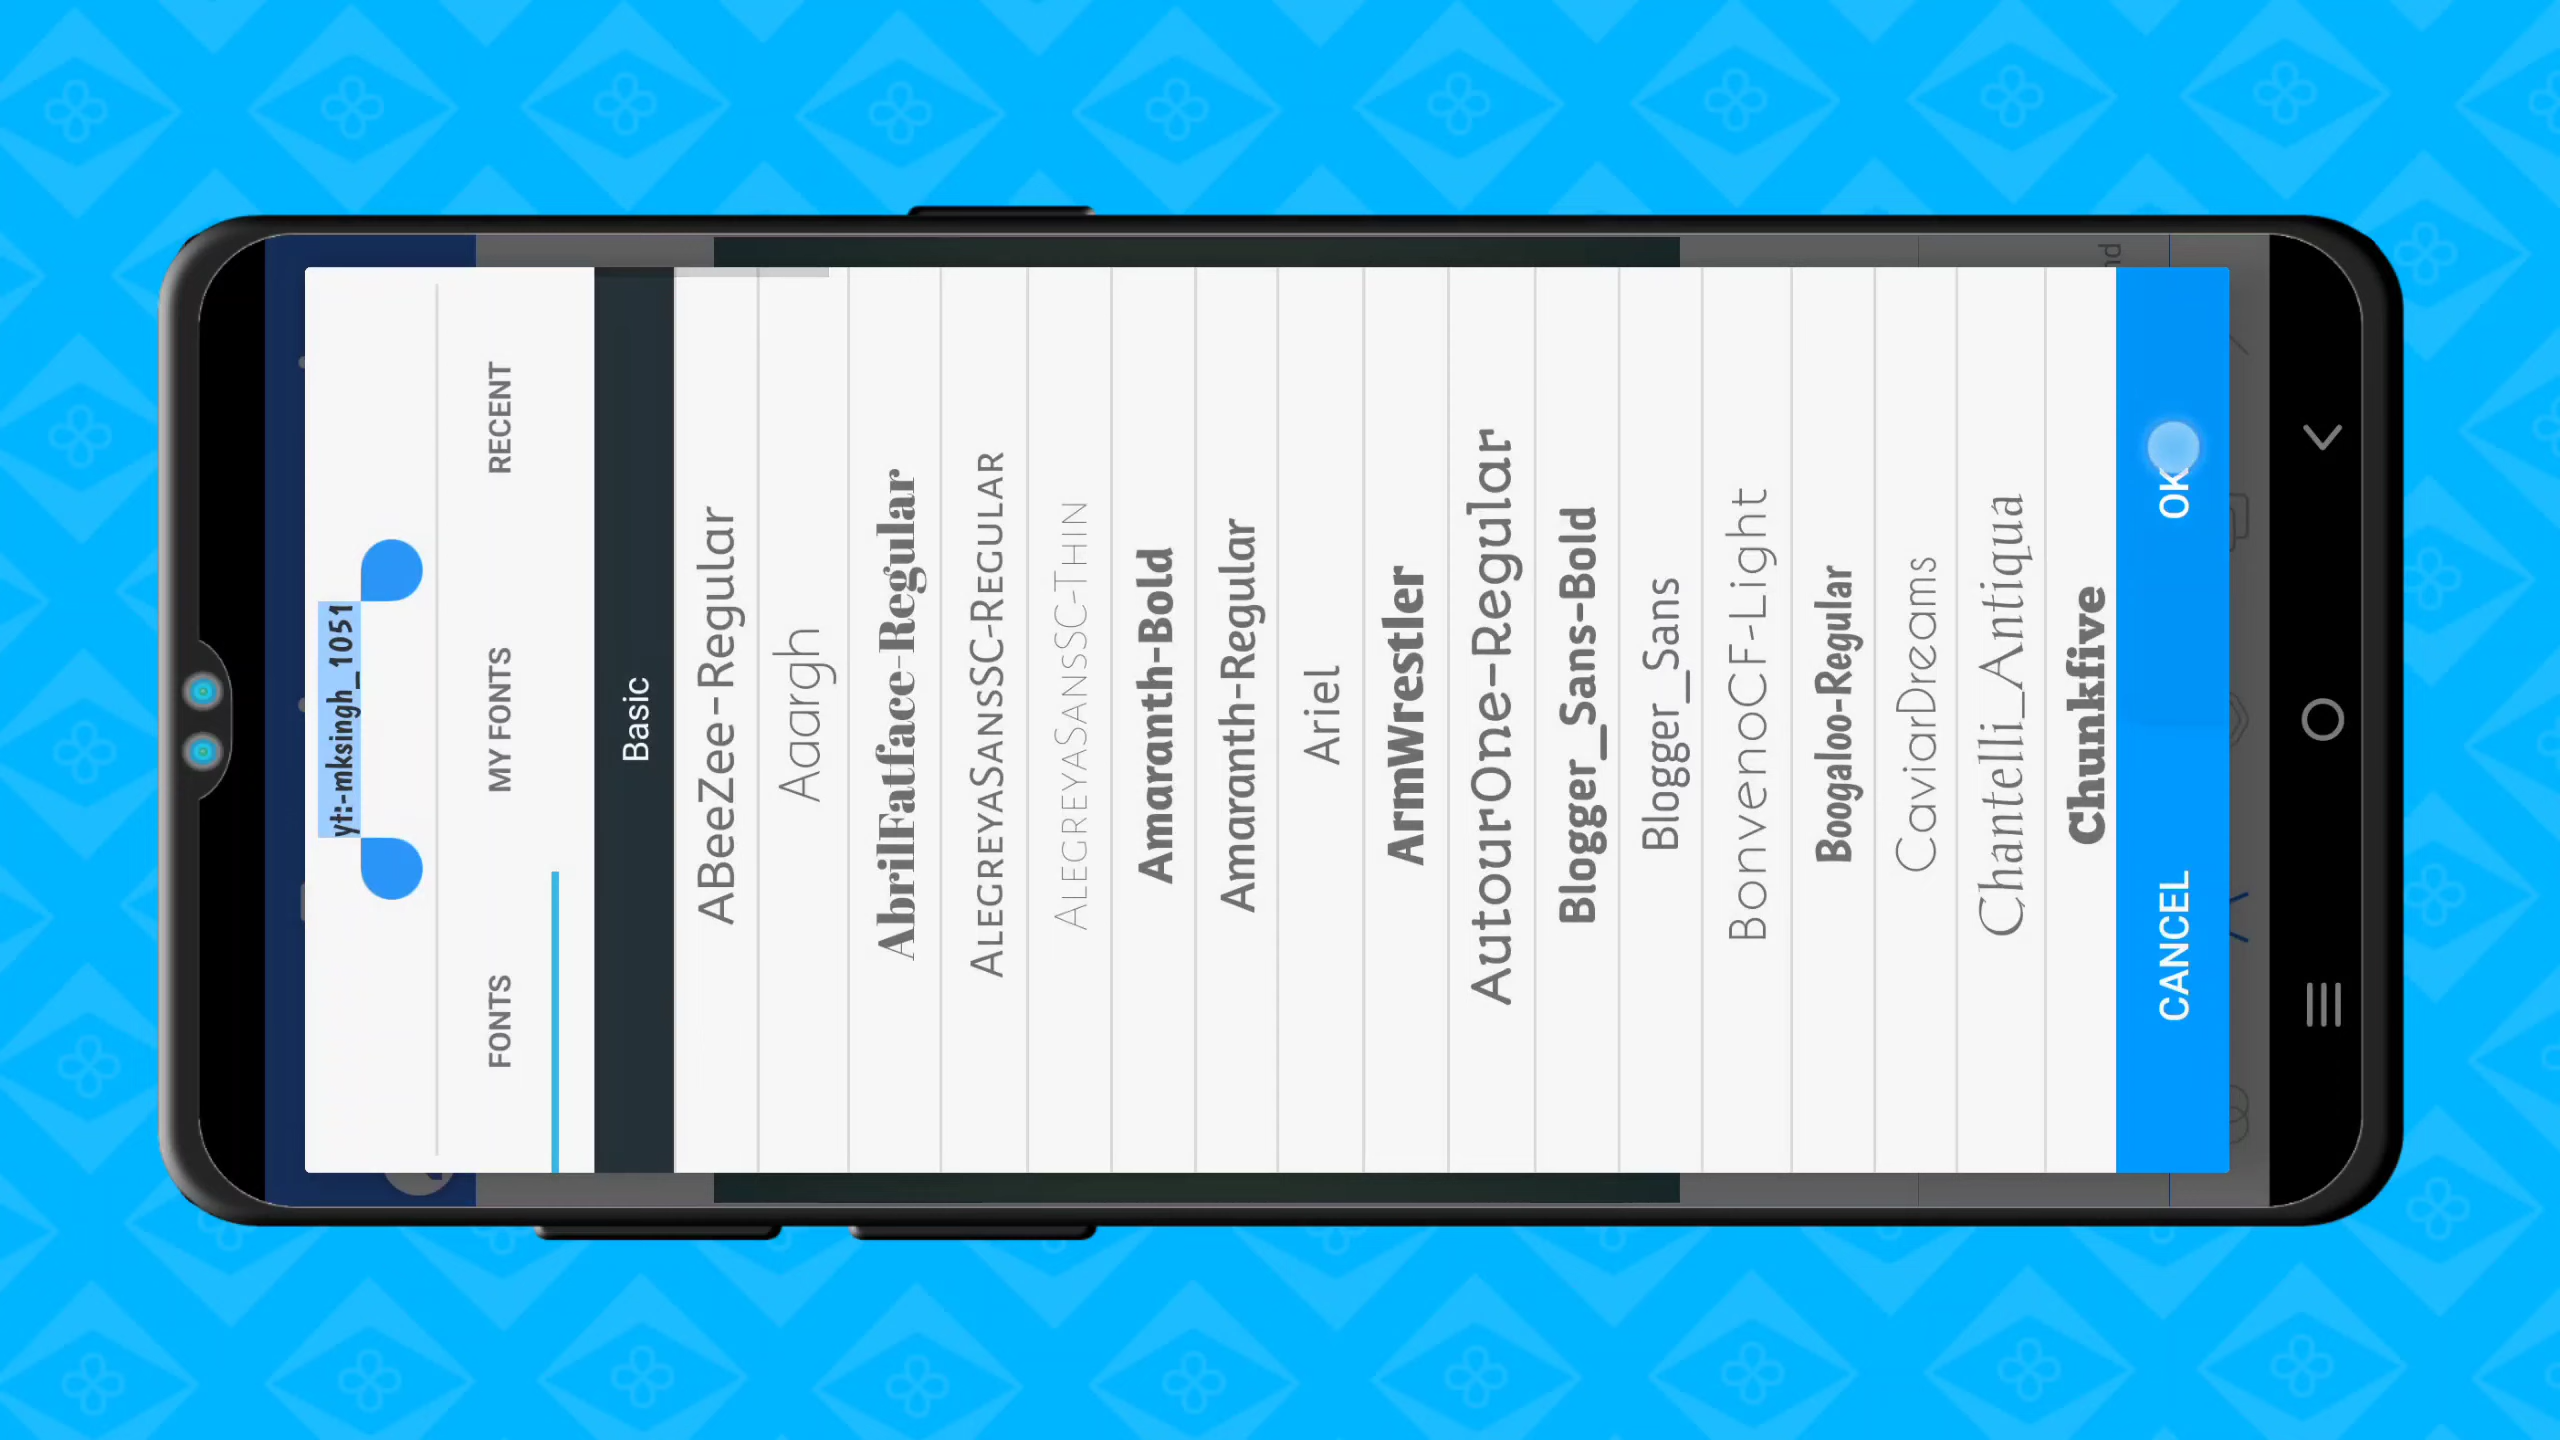 yt:-mksingh_1051
FONTS MY FONTS RECENT
Basic
ABeeZee-Regular
Aaargh
AbrilFatface-Regular
AlegreyaSansSC-Regular
AlegreyaSansSC-Thin
Amaranth-Bold
Amaranth-Regular
Ariel
ArmWrestler
AutourOne-Regular
Blogger_Sans-Bold
Blogger_Sans
BonvenoCF-Light
Boogaloo-Regular
CaviarDreams
Chantelli_Antiqua
Chunkfive
CANCEL OK